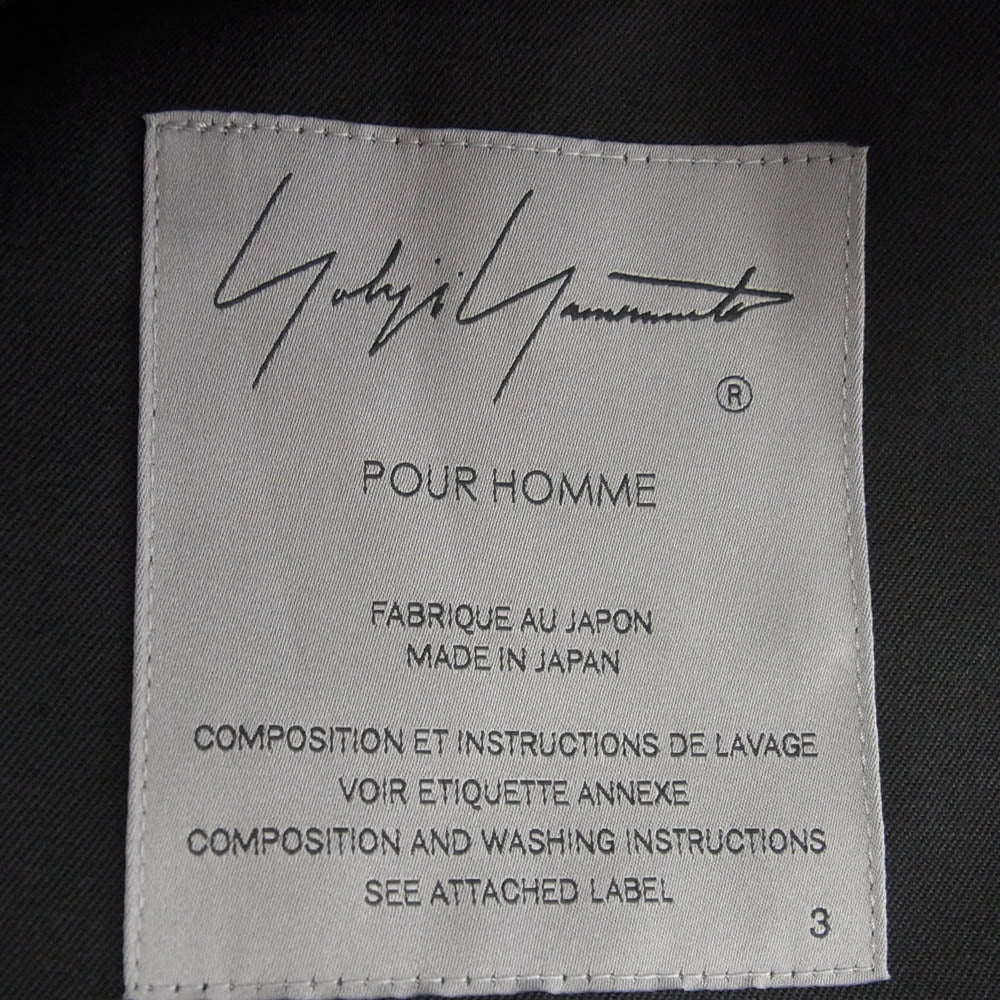 Yohji Yamamoto
®
POUR HOMME
FABRIQUE AU JAPON
MADE IN JAPAN
COMPOSITION ET INSTRUCTIONS DE LAVAGE
VOIR ETIQUETTE ANNEXE
COMPOSITION AND WASHING INSTRUCTIONS
SEE ATTACHED LABEL
3